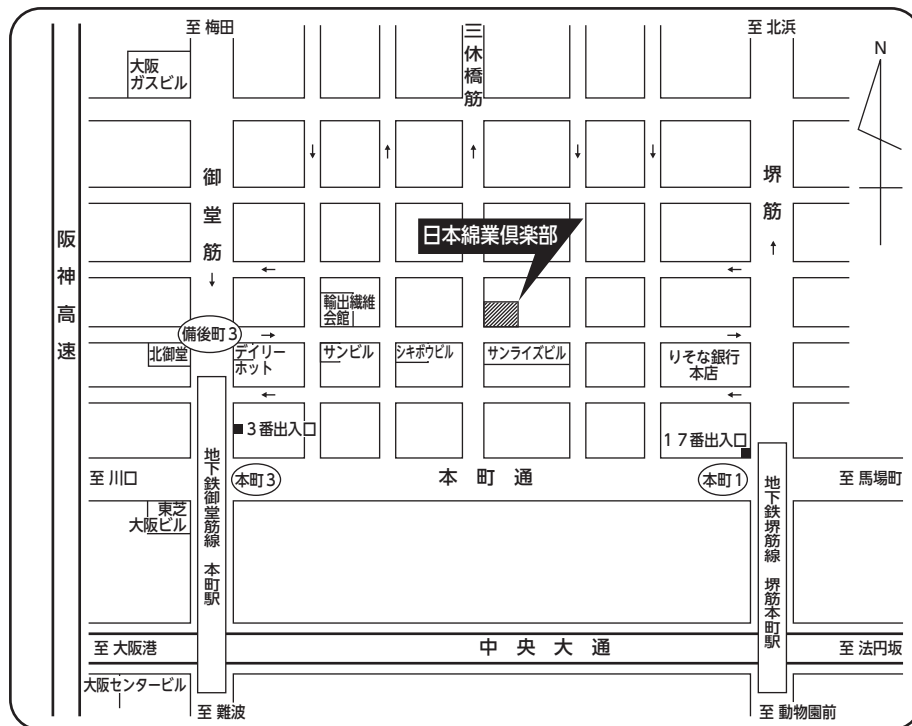 至 梅田
三休橋筋
至 北浜
N
大阪
ガスビル
御堂筋
堺筋
阪神高速
日本綿業倶楽部
輸出繊維
会館
備後町3
北御堂
デイリー
ホット
サンビル
シキボウビル
サンライズビル
りそな銀行
本店
3番出入口
17番出入口
至 川口
本町3
本町通
本町1
至 馬場町
地下鉄御堂筋線 本町駅
地下鉄堺筋線 堺筋本町駅
東芝
大阪ビル
至 大阪港
中央大通
至 法円坂
大阪センタービル
至 難波
至 動物園前